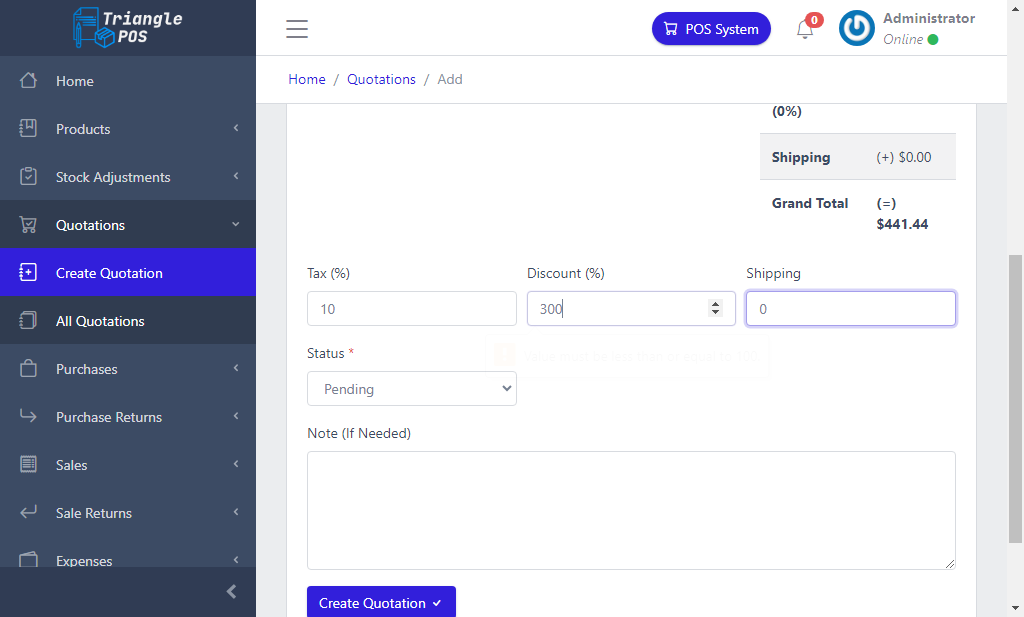 Triangle
POS
POS System
0
Administrator
Online
Home / Quotations / Add
Home
Products
Stock Adjustments
Quotations
Create Quotation
All Quotations
Purchases
Purchase Returns
Sales
Sale Returns
Expenses
(0%)
Shipping (+) $0.00
Grand Total (=)
$441.44
Tax (%) Discount (%) Shipping
10 300 0
Status *
Pending
Note (If Needed)
Create Quotation